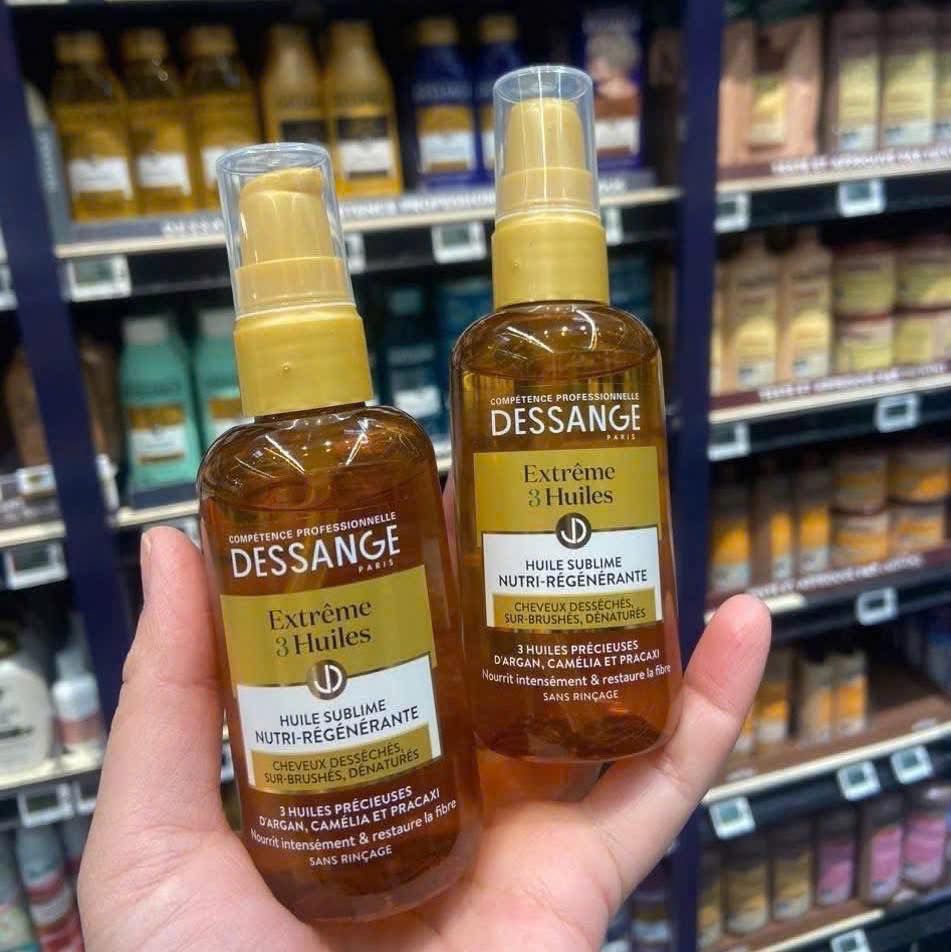 COMPÉTENCE PROFESSIONNELLE
DESSANGE
PARIS
Extrême
3 Huiles
JD
HUILE SUBLIME
NUTRI-RÉGÉNÉRANTE
CHEVEUX DESSÉCHÉS,
SUR-BRUSHÉS, DÉNATURÉS
3 HUILES PRÉCIEUSES
D'ARGAN, CAMÉLIA ET PRACAXI
Nourrit intensément & restaure la fibre
SANS RINÇAGE
COMPÉTENCE PROFESSIONNELLE
DESSANGE
PARIS
Extrême
3 Huiles
JD
HUILE SUBLIME
NUTRI-RÉGÉNÉRANTE
CHEVEUX DESSÉCHÉS,
SUR-BRUSHÉS, DÉNATURÉS
3 HUILES PRÉCIEUSES
D'ARGAN, CAMÉLIA ET PRACAXI
Nourrit intensément & restaure la fibre
SANS RINÇAGE